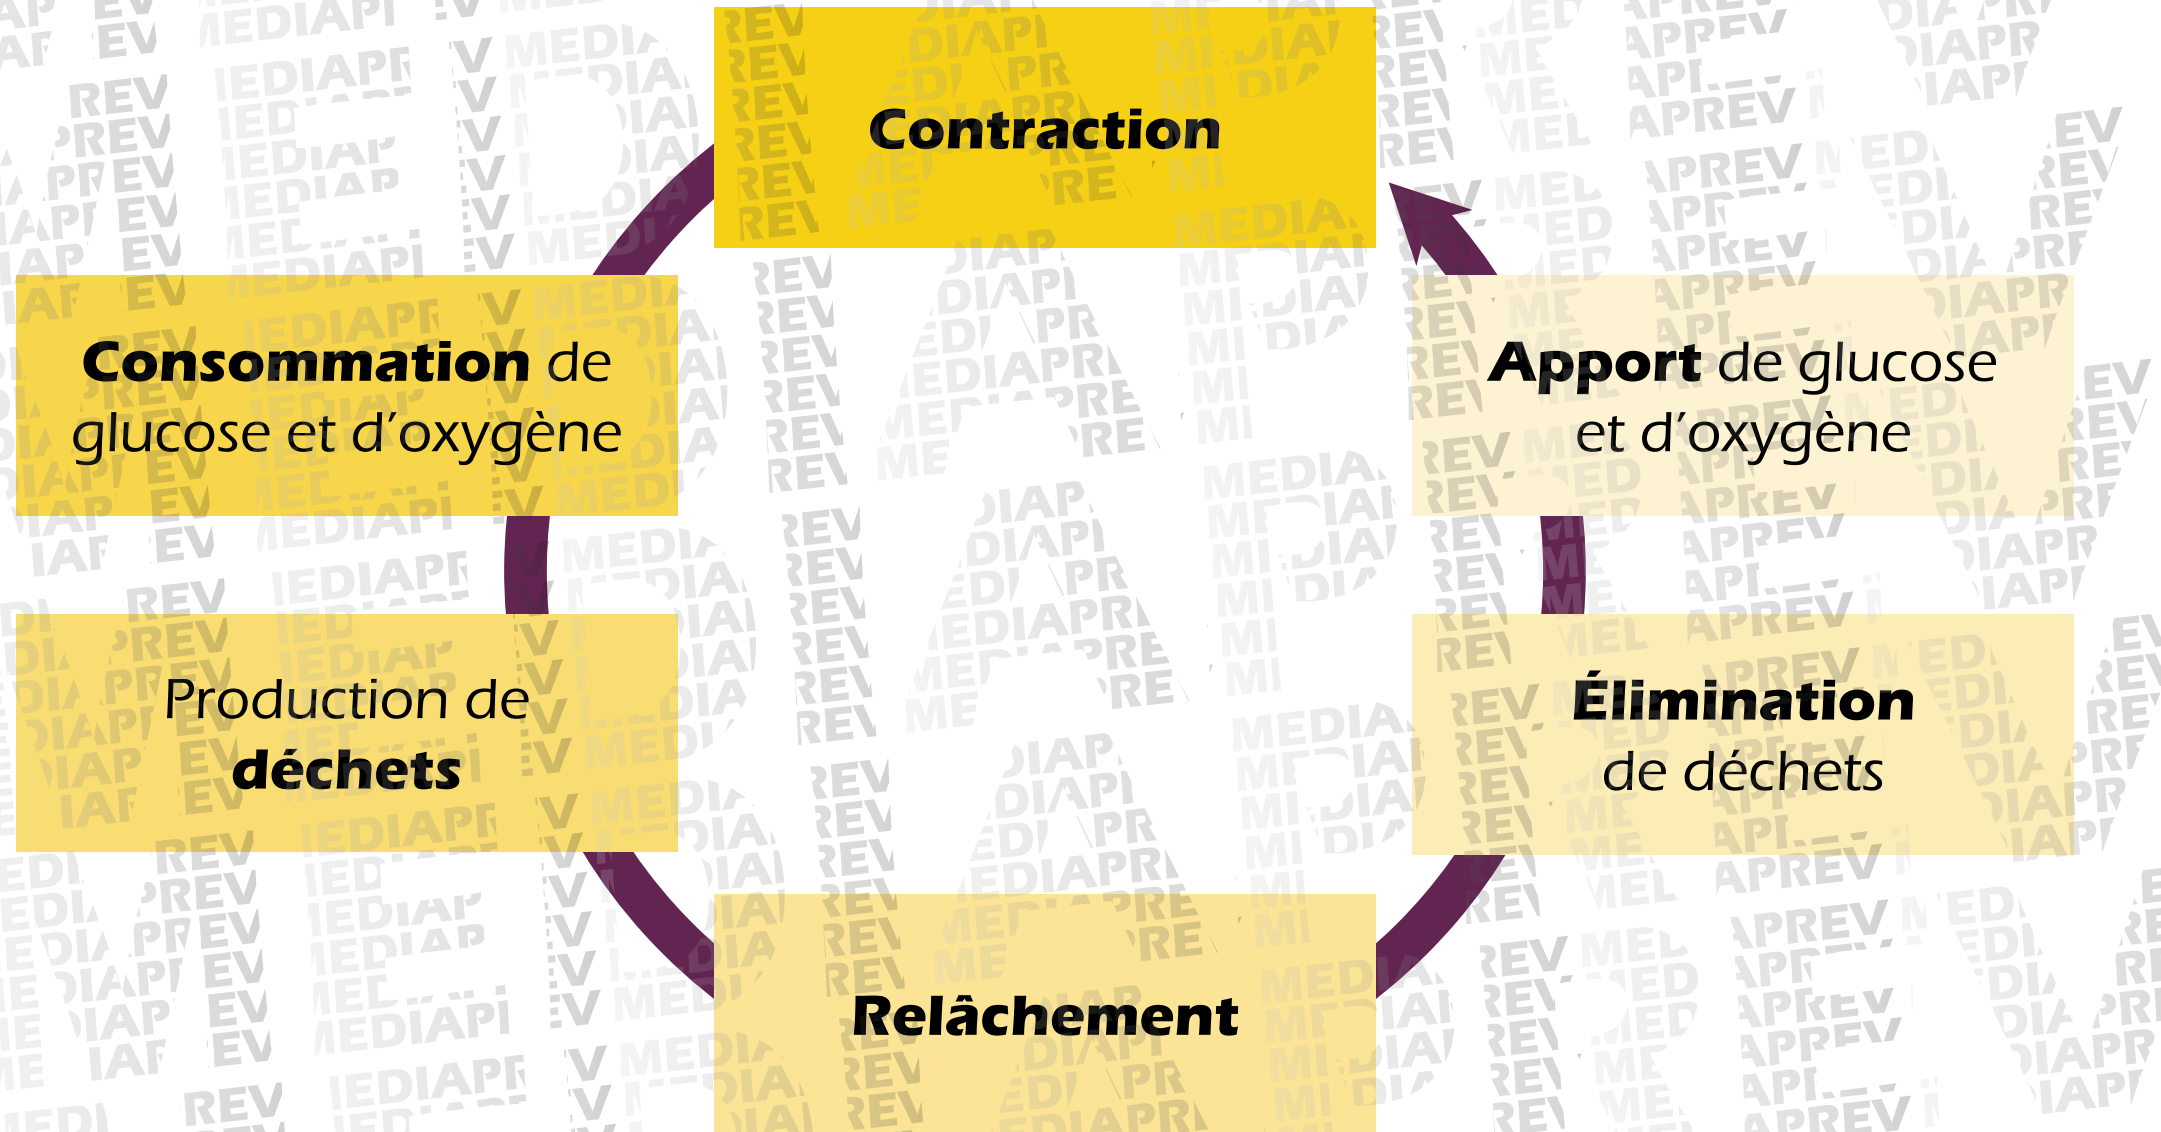 Contraction
Consommation de
glucose et d'oxygène
Production de
déchets
Relâchement
Élimination
de déchets
Apport de glucose
et d'oxygène